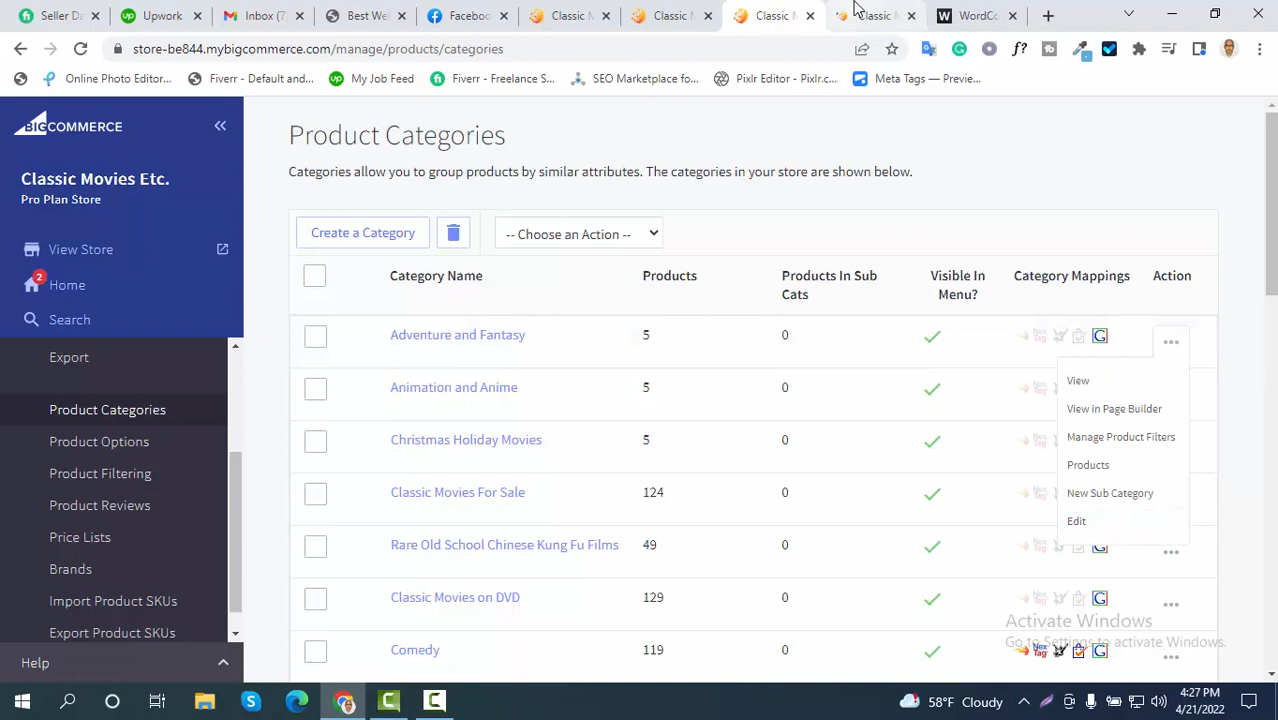 Seller Da
Upwork
Inbox (7
Best We
Faceboo
Classic M
Classic M
Classic M
Classic M
WordCo
store-be844.mybigcommerce.com/manage/products/categories
Online Photo Editor...
Fiverr - Default and...
My Job Feed
Fiverr - Freelance S...
SEO Marketplace fo...
Pixlr Editor - Pixlr.c...
Meta Tags — Previe...
BIGCOMMERCE
Classic Movies Etc.
Pro Plan Store
View Store
2
Home
Search
Export
Product Categories
Product Options
Product Filtering
Product Reviews
Price Lists
Brands
Import Product SKUs
Export Product SKUs
Help
Product Categories
Categories allow you to group products by similar attributes. The categories in your store are shown below.
Create a Category
-- Choose an Action --
Category Name Products Products In Sub Cats Visible In Menu? Category Mappings Action
Adventure and Fantasy 5 0
Animation and Anime 5 0
Christmas Holiday Movies 5 0
Classic Movies For Sale 124 0
Rare Old School Chinese Kung Fu Films 49 0
Classic Movies on DVD 129 0
Comedy 119 0
View
View in Page Builder
Manage Product Filters
Products
New Sub Category
Edit
Activate Windows
Go to Settings to activate Windows.
58°F Cloudy
4:27 PM
4/21/2022